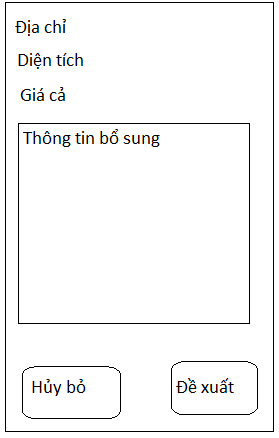 Địa chỉ
Diện tích
Giá cả
Thông tin bổ sung
Hủy bỏ
Đề xuất